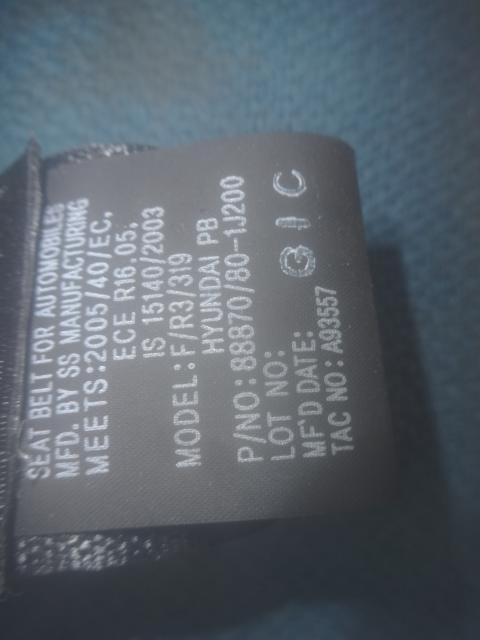 SEAT BELT FOR AUTOMOBILES
MFD. BY SS MANUFACTURING
MEETS:2005/40/EC,
ECE R16.05,
IS 15140/2003
MODEL: F/R3/319
HYUNDAI PB
P/NO:88870/80-1J200
LOT NO:
MF'D DATE: G I C
TAC NO: A93557